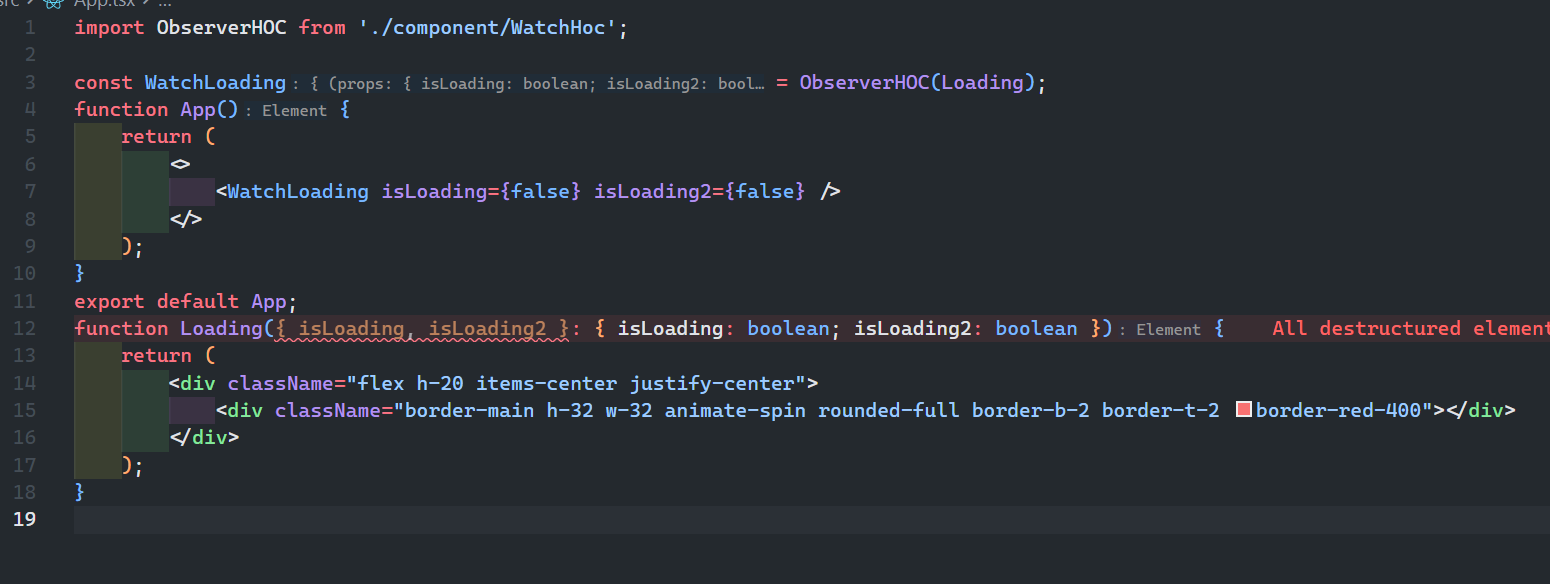 src > App.tsx > ...
1 import ObserverHOC from './component/WatchHoc';
2
3 const WatchLoading : { (props: { isLoading: boolean; isLoading2: bool… = ObserverHOC(Loading);
4 function App() : Element {
5 return (
6 <>
7 <WatchLoading isLoading={false} isLoading2={false} />
8 </>
9 );
10 }
11 export default App;
12 function Loading({ isLoading, isLoading2 }: { isLoading: boolean; isLoading2: boolean }) : Element { All destructured element
13 return (
14 <div className="flex h-20 items-center justify-center">
15 <div className="border-main h-32 w-32 animate-spin rounded-full border-b-2 border-t-2 border-red-400"></div>
16 </div>
17 );
18 }
19